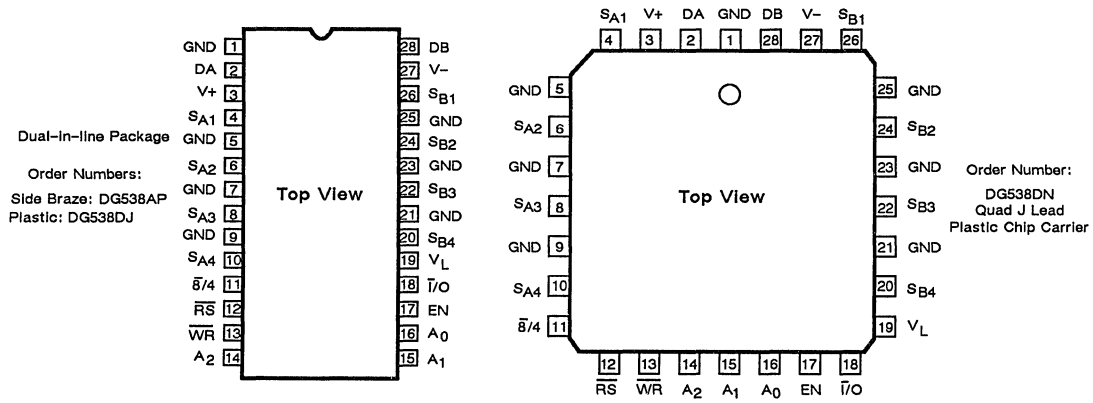 Dual-In-line Package
Order Numbers:
Side Braze: DG538AP
Plastic: DG538DJ
GND 1
DA 2
V+ 3
SA1 4
GND 5
SA2 6
GND 7
SA3 8
GND 9
SA4 10
8̅/4 11
R̅S̅ 12
W̅R̅ 13
A2 14
Top View
28 DB
27 V-
26 SB1
25 GND
24 SB2
23 GND
22 SB3
21 GND
20 SB4
19 VL
18 I̅/O
17 EN
16 A0
15 A1
SA1 V+ DA GND DB V- SB1
4 3 2 1 28 27 26
GND 5
SA2 6
GND 7
SA3 8
GND 9
SA4 10
8̅/4 11
Top View
25 GND
24 SB2
23 GND
22 SB3
21 GND
20 SB4
19 VL
12 13 14 15 16 17 18
R̅S̅ W̅R̅ A2 A1 A0 EN I̅/O
Order Number:
DG538DN
Quad J Lead
Plastic Chip Carrier